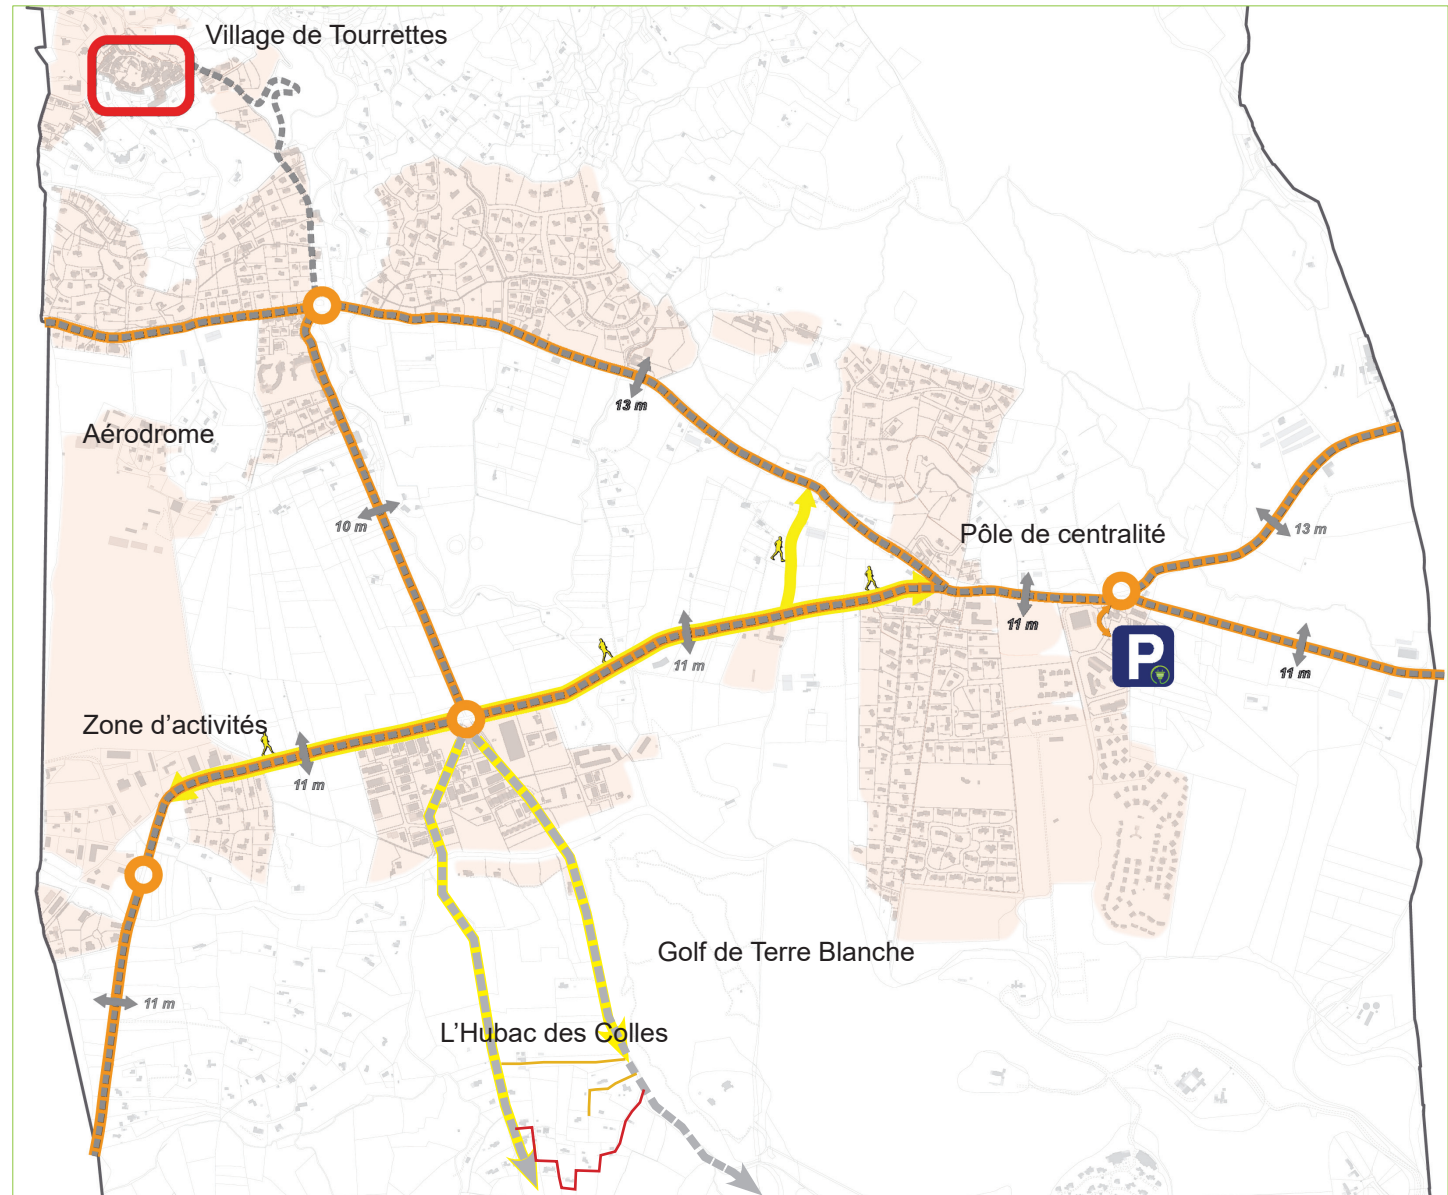 Village de Tourrettes
13 m
Aérodrome
10 m
Pôle de centralité
13 m
11 m
11 m
11 m
P
Zone d’activités
11 m
Golf de Terre Blanche
11 m
L’Hubac des Colles